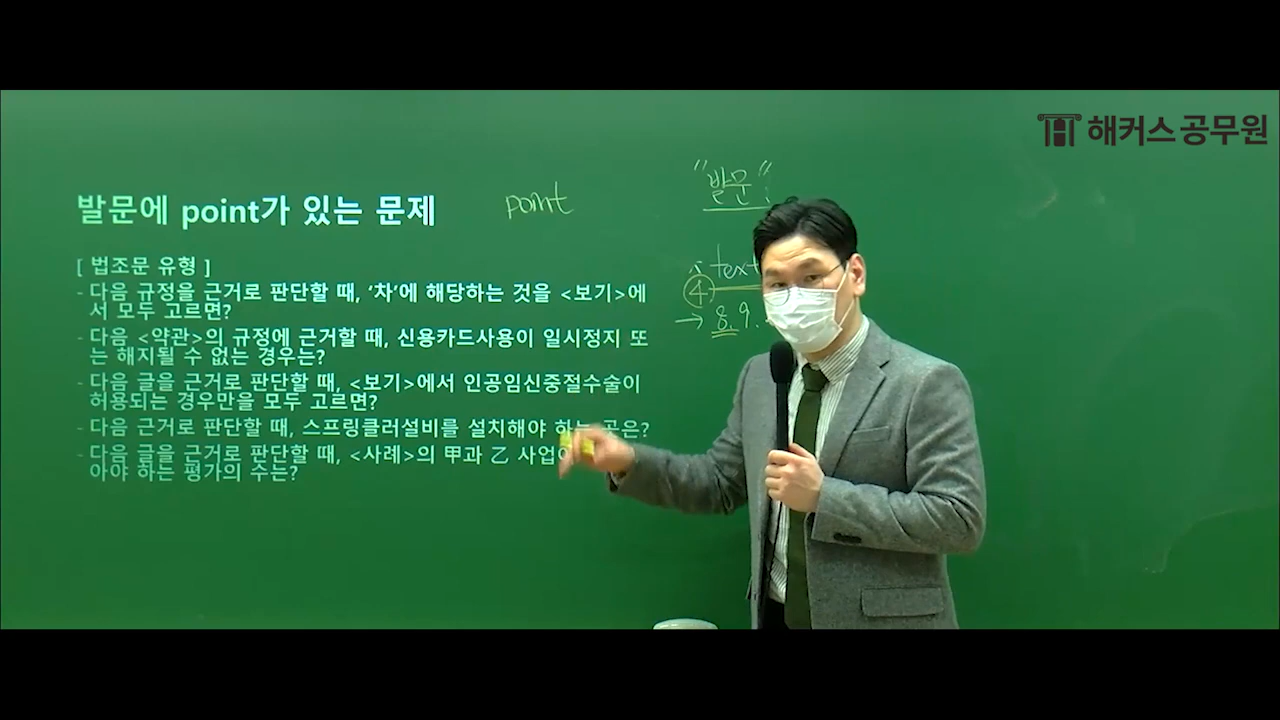 해커스공무원
발문에 point가 있는 문제
point
"발문"
[ 법조문 유형 ]
text
- 다음 규정을 근거로 판단할 때, ‘차’에 해당하는 것을 <보기>에
서 모두 고르면?
④
→ 8. 9.
- 다음 <약관>의 규정에 근거할 때, 신용카드사용이 일시정지 또
는 해지될 수 없는 경우는?
- 다음 글을 근거로 판단할 때, <보기>에서 인공임신중절수술이
허용되는 경우만을 모두 고르면?
- 다음 근거로 판단할 때, 스프링클러설비를 설치해야 하는 곳은?
- 다음 글을 근거로 판단할 때, <사례>의 甲과 乙 사업
아야 하는 평가의 수는?